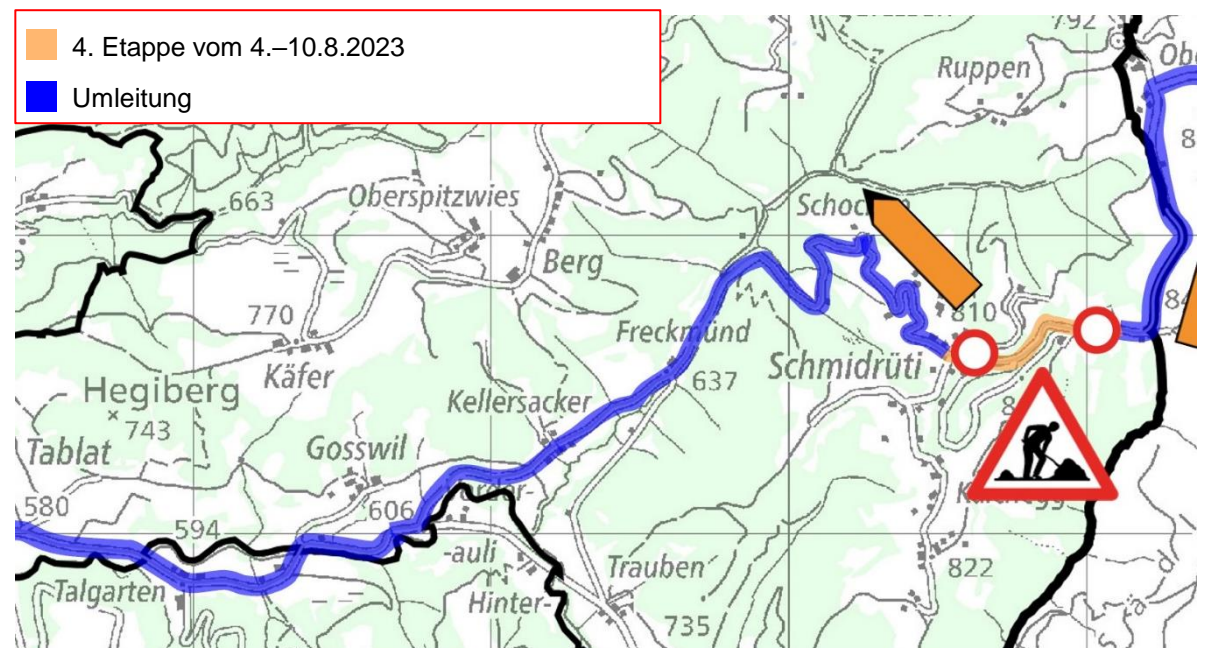 4. Etappe vom 4.–10.8.2023
Umleitung
792
Ruppen
663
Oberspitzwies
Berg
770
810
Freckmünd
Käfer
Schmidrüti
637
Hegiberg
743
Kellersacker
Tablat
Gosswil
580
594
606
-auli
Trauben
822
Talgarten
Hinter-
735